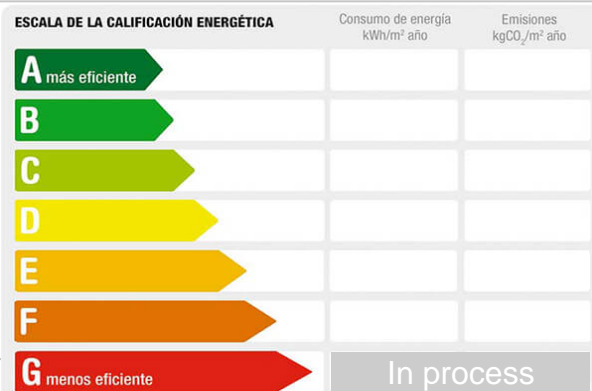 ESCALA DE LA CALIFICACIÓN ENERGÉTICA
Consumo de energía
kWh/m² año
Emisiones
kgCO₂/m² año
A más eficiente
B
C
D
E
F
G menos eficiente
In process